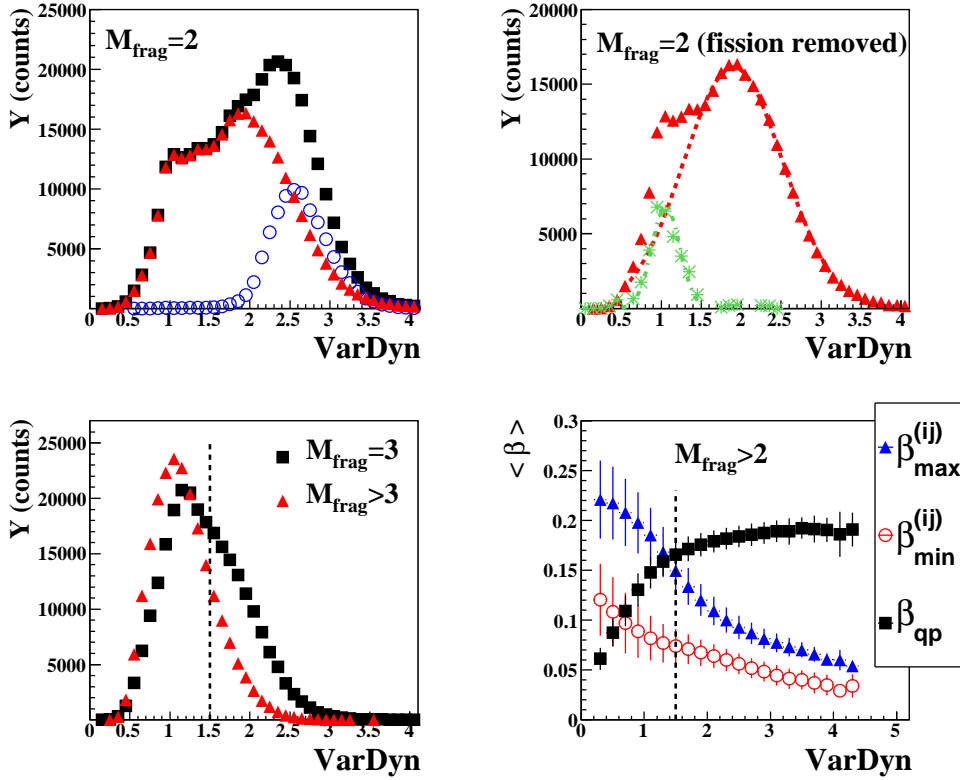 M_frag=2
Y (counts)
25000
20000
15000
10000
5000
0
0 0.5 1 1.5 2 2.5 3 3.5 4
VarDyn
M_frag=2 (fission removed)
Y (counts)
20000
15000
10000
5000
0
0 0.5 1 1.5 2 2.5 3 3.5 4
VarDyn
M_frag=3
M_frag>3
Y (counts)
25000
20000
15000
10000
5000
0
0 0.5 1 1.5 2 2.5 3 3.5 4
VarDyn
M_frag>2
< β >
0.3
0.25
0.2
0.15
0.1
0.05
0
0 1 2 3 4 5
VarDyn
β_max^(ij)
β_min^(ij)
β_qp